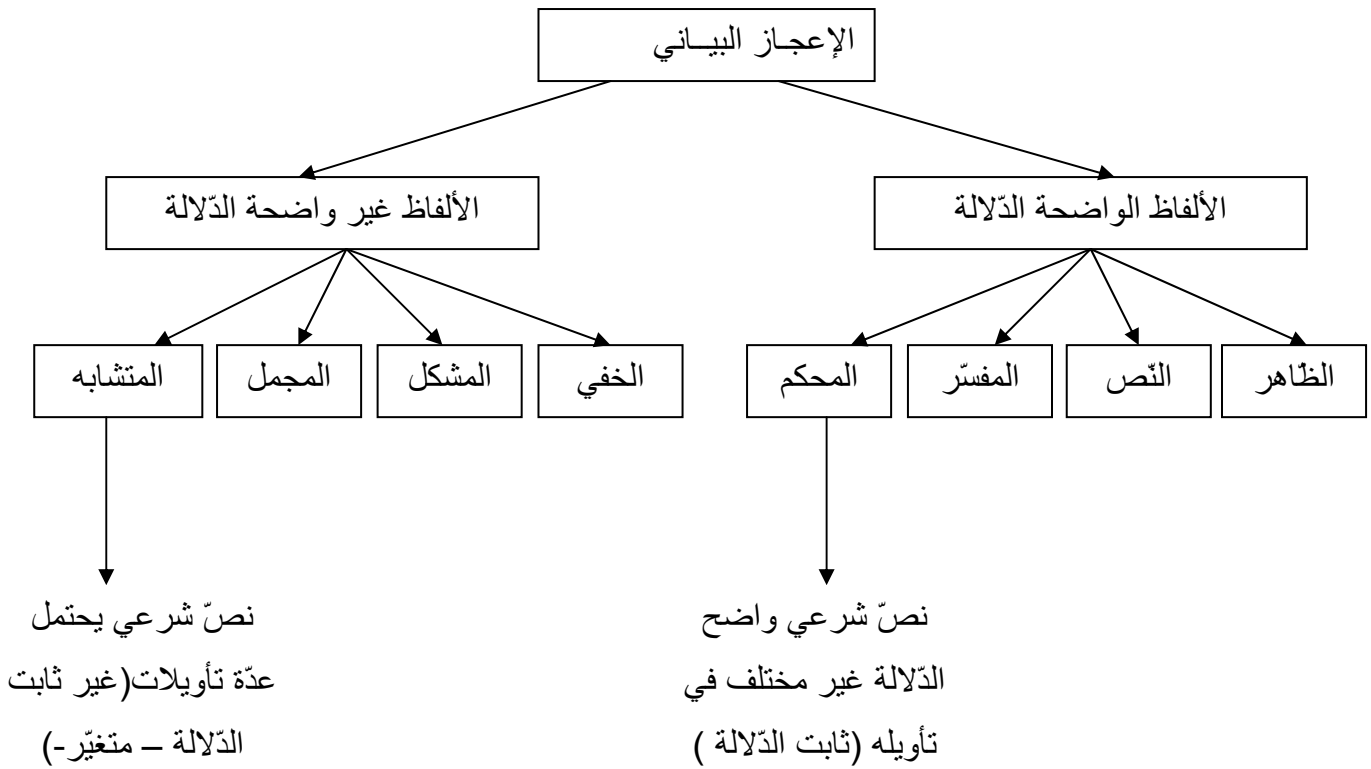 الإعجـاز البيـاني
الألفاظ الواضحة الدّلالة
الألفاظ غير واضحة الدّلالة
الظّاهر
النّص
المفسّر
المحكم
الخفي
المشكل
المجمل
المتشابه
نصّ شرعي واضح
الدّلالة غير مختلف في
تأويله (ثابت الدّلالة )
نصّ شرعي يحتمل
عدّة تأويلات(غير ثابت
الدّلالة – متغيّر-)